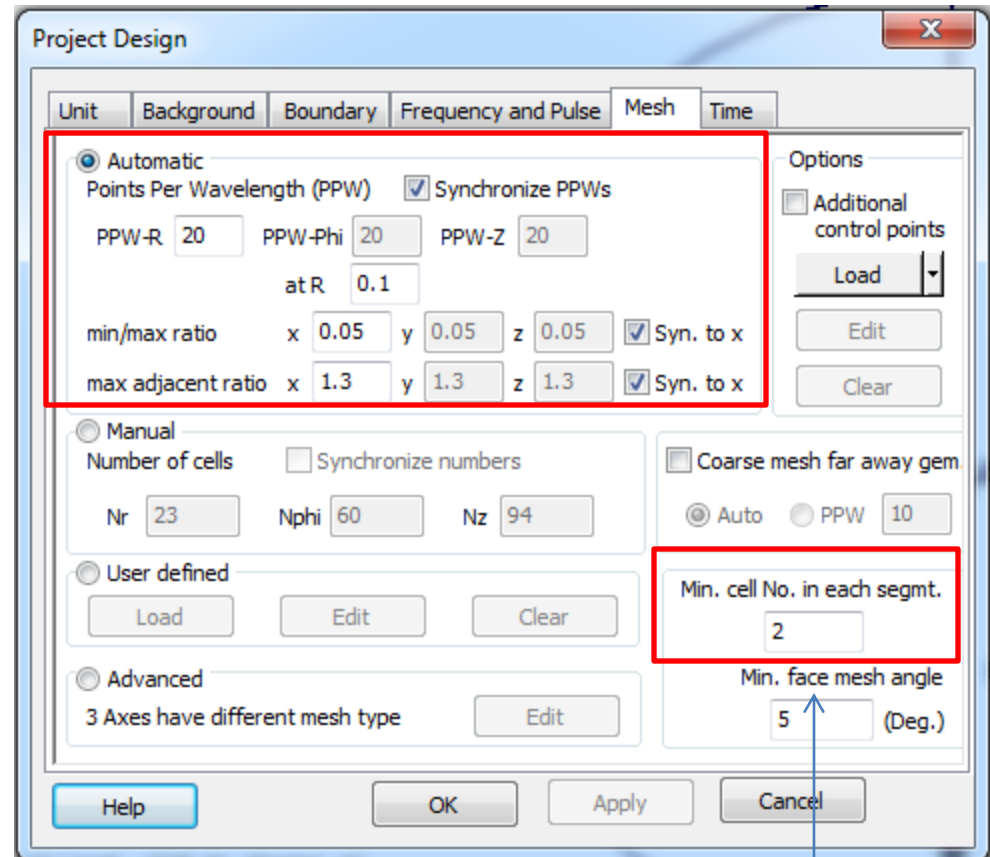 Project Design
x
Unit Background Boundary Frequency and Pulse Mesh Time
Automatic
Points Per Wavelength (PPW) Synchronize PPWs
PPW-R 20 PPW-Phi 20 PPW-Z 20
at R 0.1
min/max ratio x 0.05 y 0.05 z 0.05 Syn. to x
max adjacent ratio x 1.3 y 1.3 z 1.3 Syn. to x
Options
Additional
control points
Load
Edit
Clear
Manual
Number of cells Synchronize numbers
Nr 23 Nphi 60 Nz 94
Coarse mesh far away gem.
Auto PPW 10
User defined
Load Edit Clear
Min. cell No. in each segmt.
2
Advanced
3 Axes have different mesh type Edit
Min. face mesh angle
5 (Deg.)
Help OK Apply Cancel